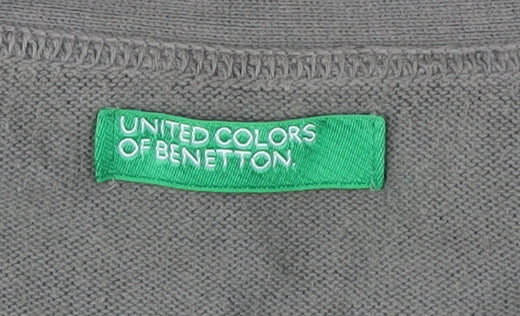 UNITED COLORS
OF BENETTON.